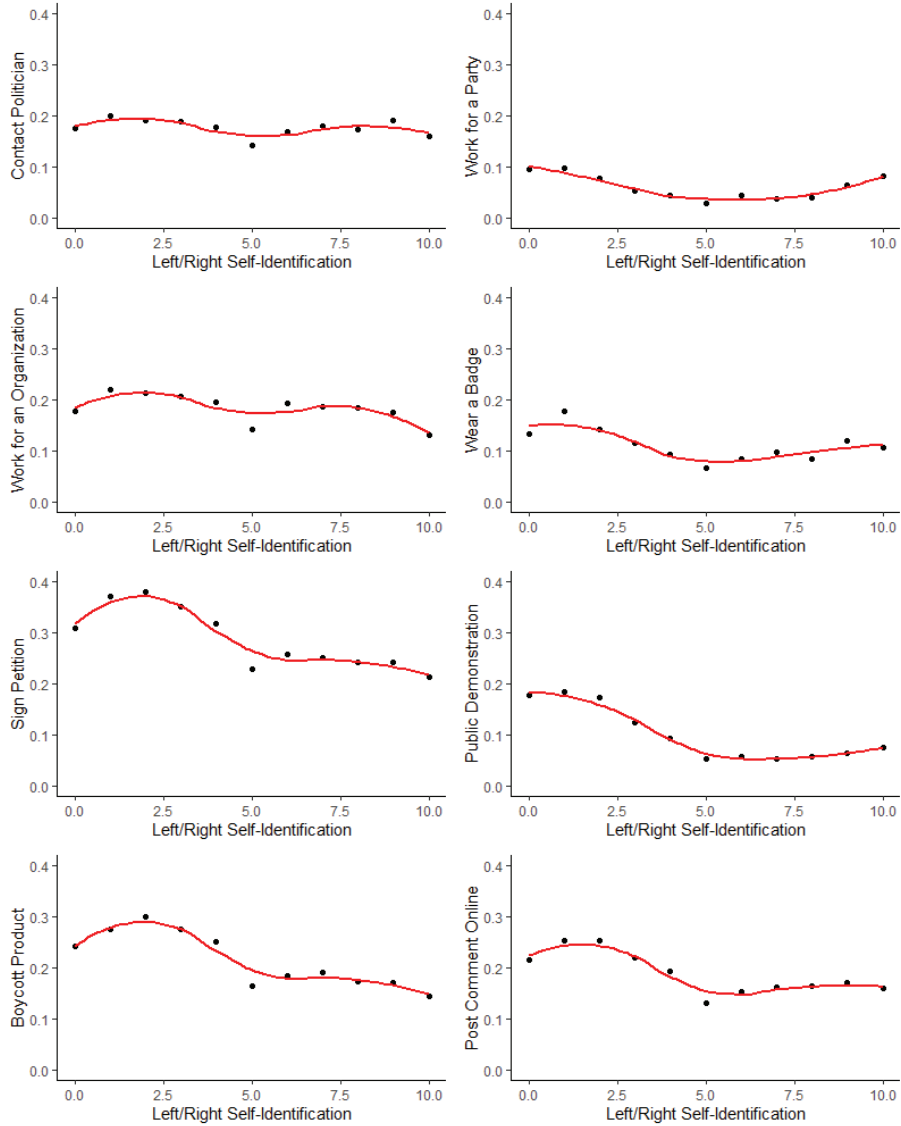 Contact Politician
0.4
0.3
0.2
0.1
0.0
0.0 2.5 5.0 7.5 10.0
Left/Right Self-Identification
Work for a Party
0.4
0.3
0.2
0.1
0.0
0.0 2.5 5.0 7.5 10.0
Left/Right Self-Identification
Work for an Organization
0.4
0.3
0.2
0.1
0.0
0.0 2.5 5.0 7.5 10.0
Left/Right Self-Identification
Wear a Badge
0.4
0.3
0.2
0.1
0.0
0.0 2.5 5.0 7.5 10.0
Left/Right Self-Identification
Sign Petition
0.4
0.3
0.2
0.1
0.0
0.0 2.5 5.0 7.5 10.0
Left/Right Self-Identification
Public Demonstration
0.4
0.3
0.2
0.1
0.0
0.0 2.5 5.0 7.5 10.0
Left/Right Self-Identification
Boycott Product
0.4
0.3
0.2
0.1
0.0
0.0 2.5 5.0 7.5 10.0
Left/Right Self-Identification
Post Comment Online
0.4
0.3
0.2
0.1
0.0
0.0 2.5 5.0 7.5 10.0
Left/Right Self-Identification